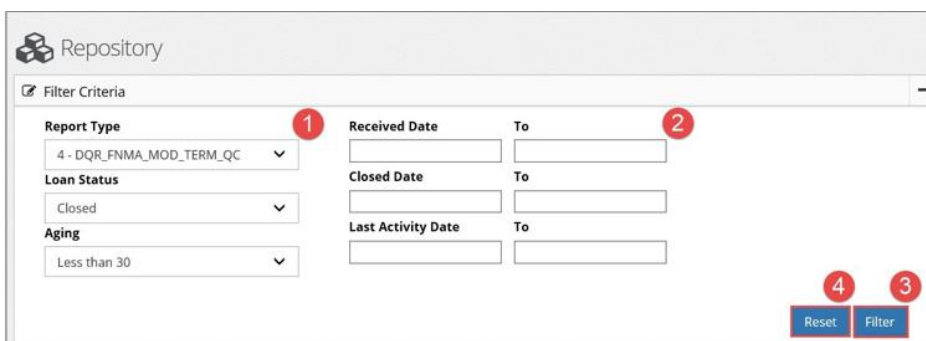 Repository
Filter Criteria
Report Type 1 Received Date To 2
4 - DQR_FNMA_MOD_TERM_QC
Loan Status Closed Date To
Closed
Aging Last Activity Date To
Less than 30
4 3
Reset Filter